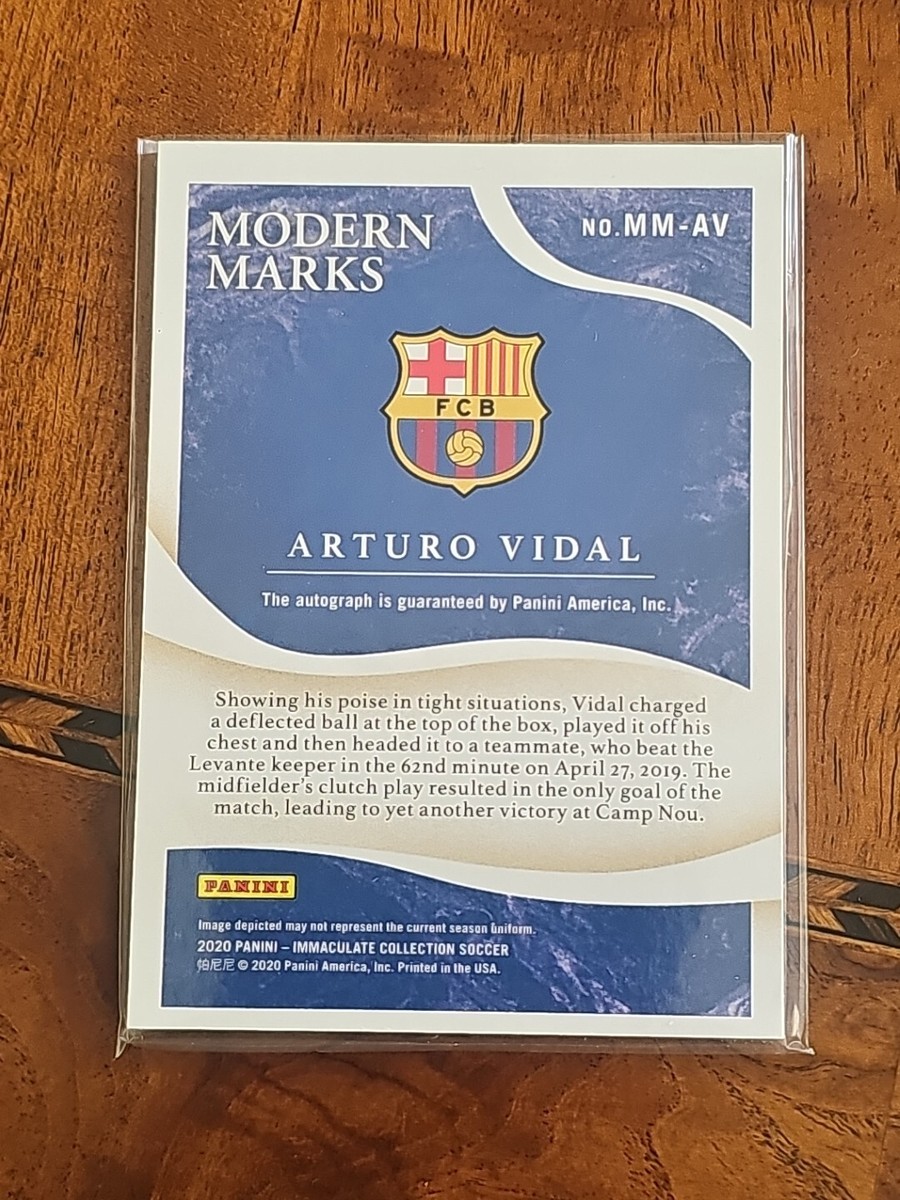 MODERN
MARKS
NO.MM-AV
FCB
ARTURO VIDAL
The autograph is guaranteed by Panini America, Inc.
Showing his poise in tight situations, Vidal charged
a deflected ball at the top of the box, played it off his
chest and then headed it to a teammate, who beat the
Levante keeper in the 62nd minute on April 27, 2019. The
midfielder's clutch play resulted in the only goal of the
match, leading to yet another victory at Camp Nou.
PANINI
Image depicted may not represent the current season uniform.
2020 PANINI – IMMACULATE COLLECTION SOCCER
帕尼尼 © 2020 Panini America, Inc. Printed in the USA.